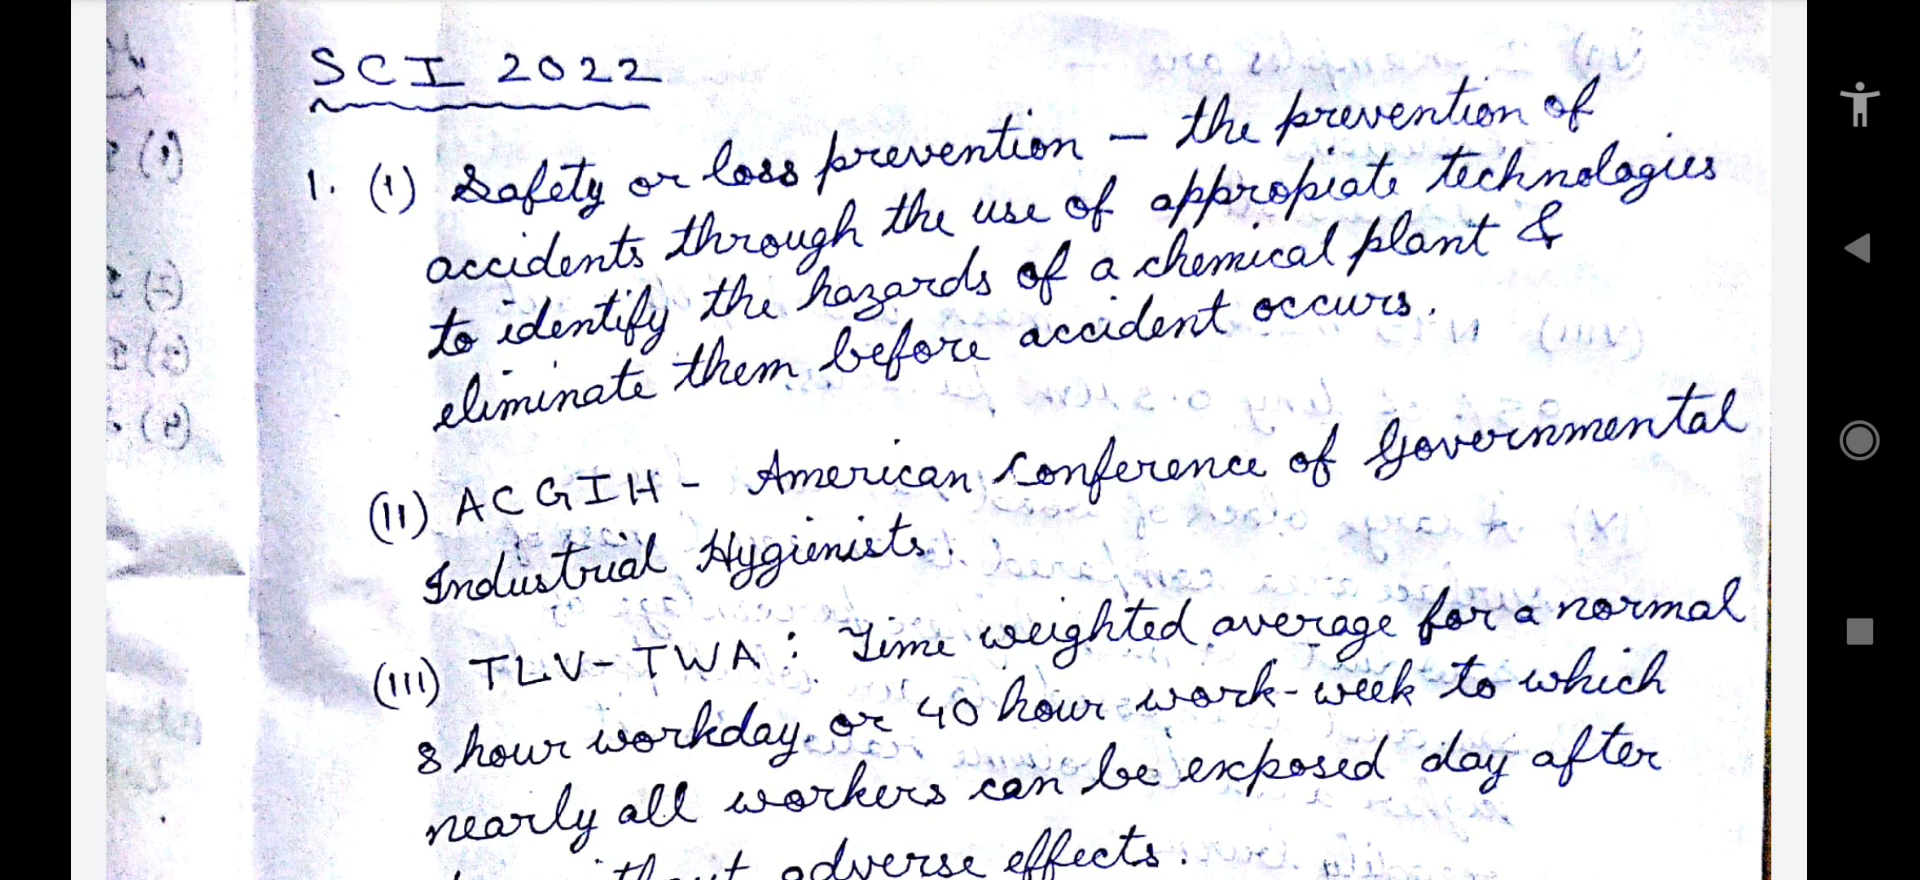 SCI 2022
1. (1) Safety or loss prevention – the prevention of
accidents through the use of appropiate technologies
to identify the hazards of a chemical plant &
eliminate them before accident occurs.
(11) ACGIH - American Conference of Governmental
Industrial Hygienists.
(111) TLV-TWA : Time weighted average for a normal
8 hour workday or 40 hour work-week to which
nearly all workers can be exposed day after
adverse effects.